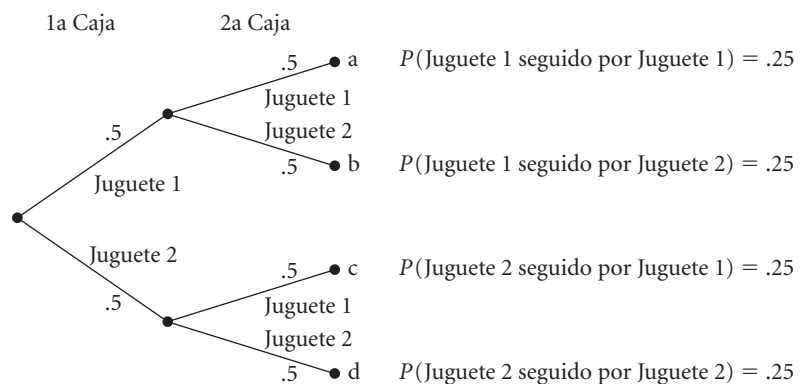 1a Caja 2a Caja
.5 a P(Juguete 1 seguido por Juguete 1) = .25
Juguete 1
.5 Juguete 2
.5 b P(Juguete 1 seguido por Juguete 2) = .25
Juguete 1
Juguete 2
.5 c P(Juguete 2 seguido por Juguete 1) = .25
.5 Juguete 1
Juguete 2
.5 d P(Juguete 2 seguido por Juguete 2) = .25